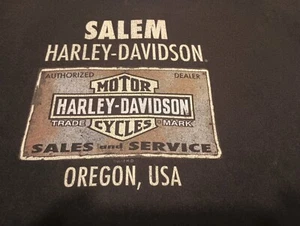 SALEM
HARLEY-DAVIDSON
AUTHORIZED DEALER
MOTOR
HARLEY-DAVIDSON
TRADE MARK
CYCLES
SALES and SERVICE
OREGON, USA